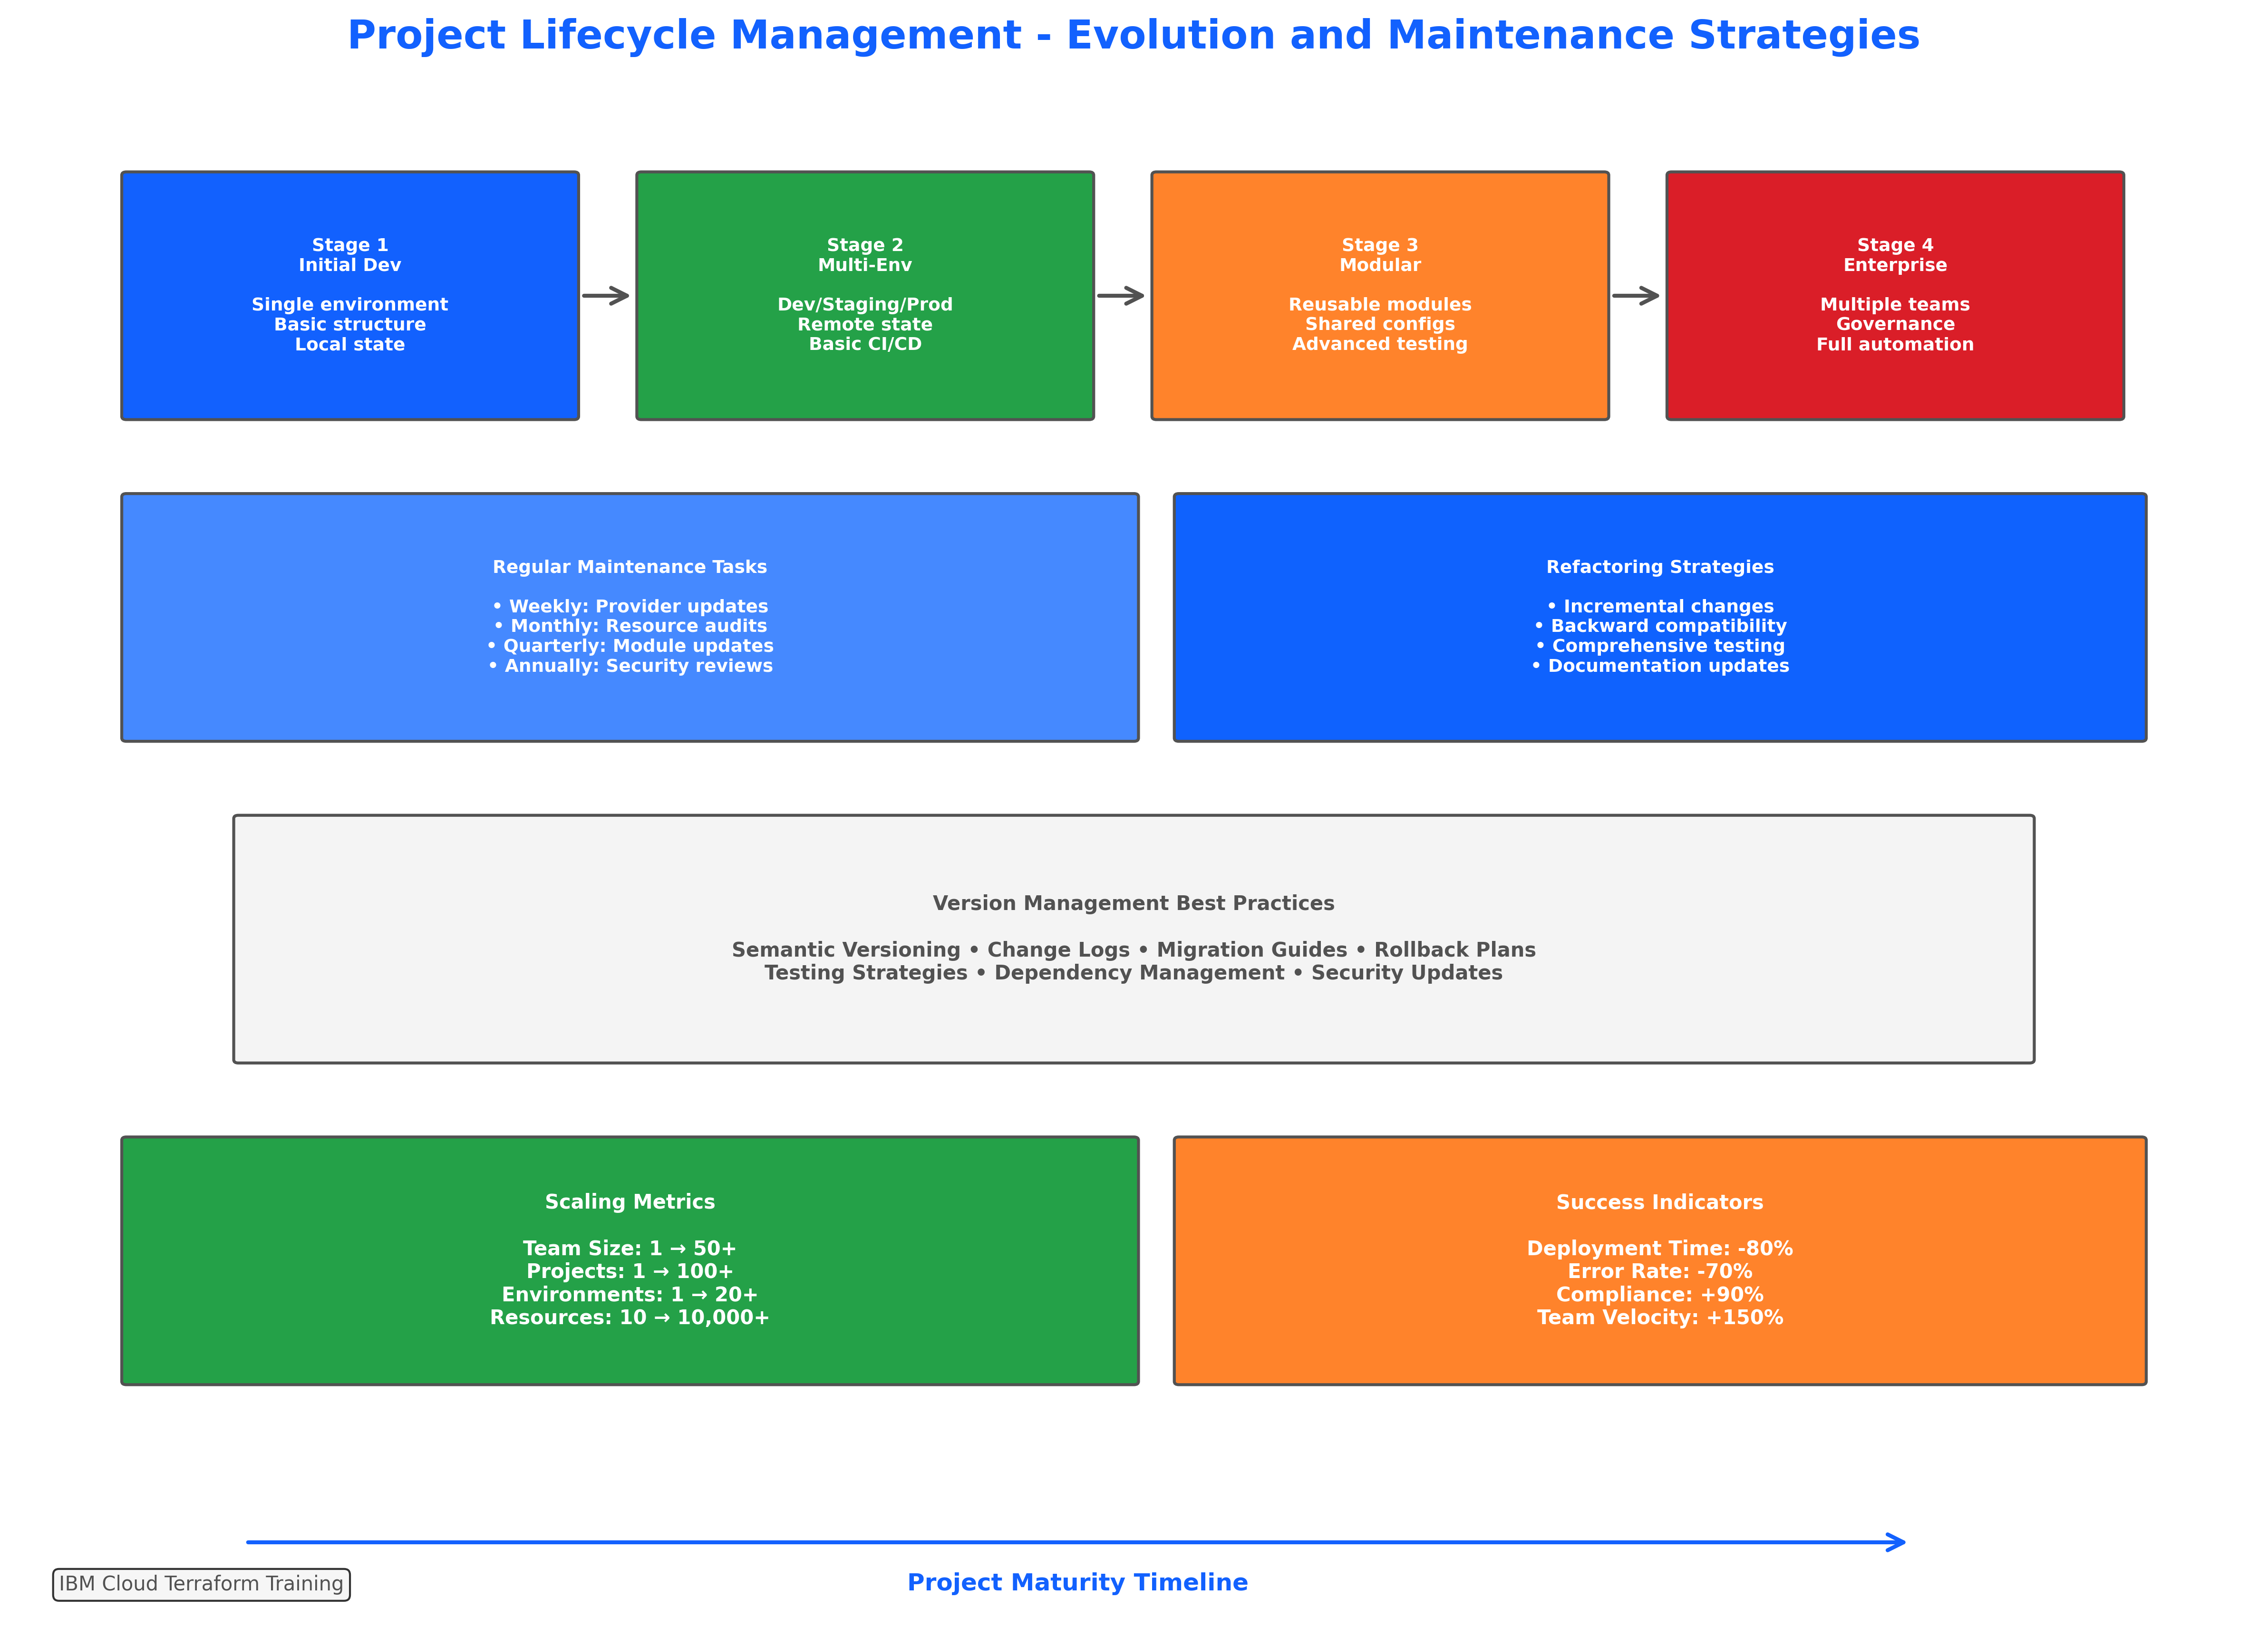 Project Lifecycle Management - Evolution and Maintenance Strategies
Stage 1
Initial Dev
Single environment
Basic structure
Local state
Stage 2
Multi-Env
Dev/Staging/Prod
Remote state
Basic CI/CD
Stage 3
Modular
Reusable modules
Shared configs
Advanced testing
Stage 4
Enterprise
Multiple teams
Governance
Full automation
Regular Maintenance Tasks
• Weekly: Provider updates
• Monthly: Resource audits
• Quarterly: Module updates
• Annually: Security reviews
Refactoring Strategies
• Incremental changes
• Backward compatibility
• Comprehensive testing
• Documentation updates
Version Management Best Practices
Semantic Versioning • Change Logs • Migration Guides • Rollback Plans
Testing Strategies • Dependency Management • Security Updates
Scaling Metrics
Team Size: 1 → 50+
Projects: 1 → 100+
Environments: 1 → 20+
Resources: 10 → 10,000+
Success Indicators
Deployment Time: -80%
Error Rate: -70%
Compliance: +90%
Team Velocity: +150%
IBM Cloud Terraform Training
Project Maturity Timeline